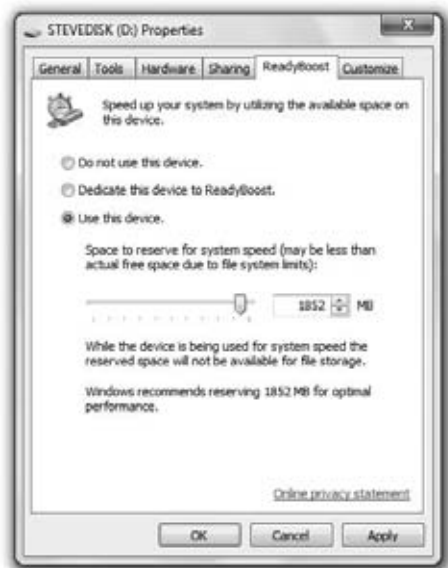 STEVEDISK (D:) Properties
General Tools Hardware Sharing ReadyBoost Customize
Speed up your system by utilizing the available space on
this device.
Do not use this device.
Dedicate this device to ReadyBoost.
Use this device.
Space to reserve for system speed (may be less than
actual free space due to file system limits):
1852 MB
While the device is being used for system speed the
reserved space will not be available for file storage.
Windows recommends reserving 1852 MB for optimal
performance.
Online privacy statement
OK Cancel Apply